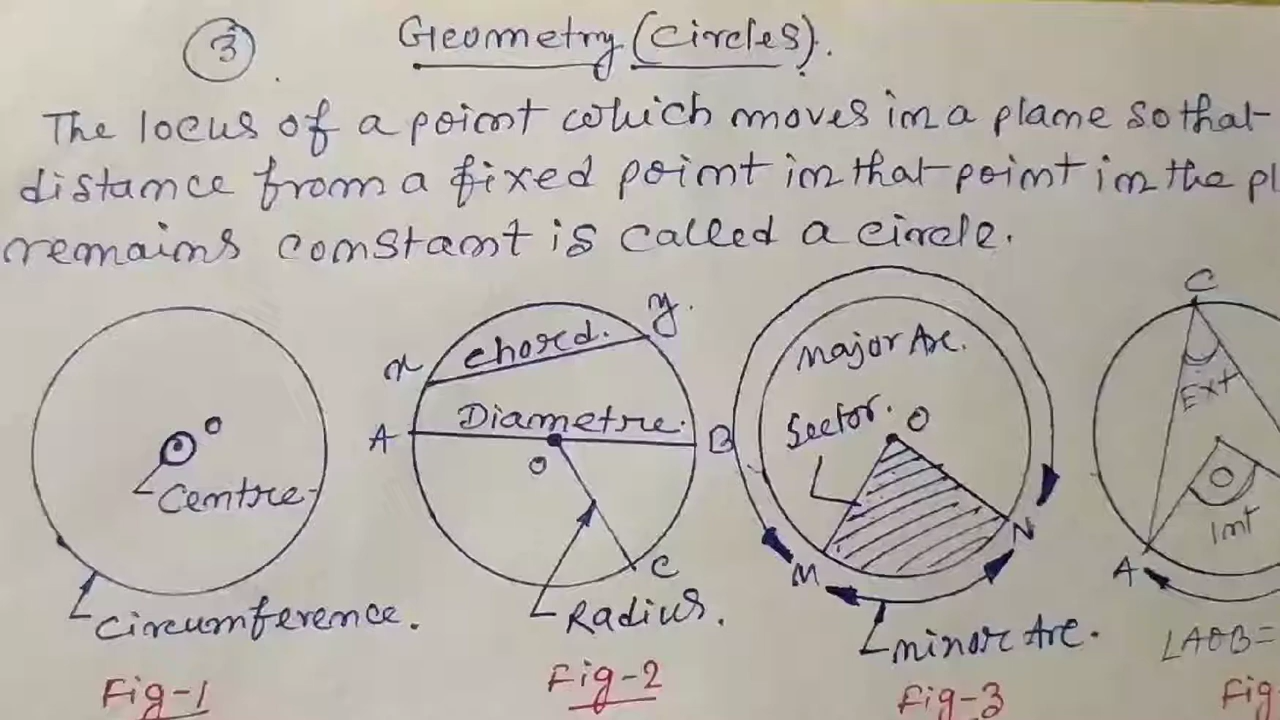 3.
Geometry (circles).
The locus of a point which moves in a plane so that
distance from a fixed point in that point in the pl
remains constant is called a circle.
O
Centre
Circumference.
Fig-1
x
y.
chord.
A
Diametre.
B
O
C
Radius.
Fig-2
Major Arc.
Sector.
O
M
N
minor Arc.
Fig-3
C
Ext
O
Int
A
∠AOB=
Fig